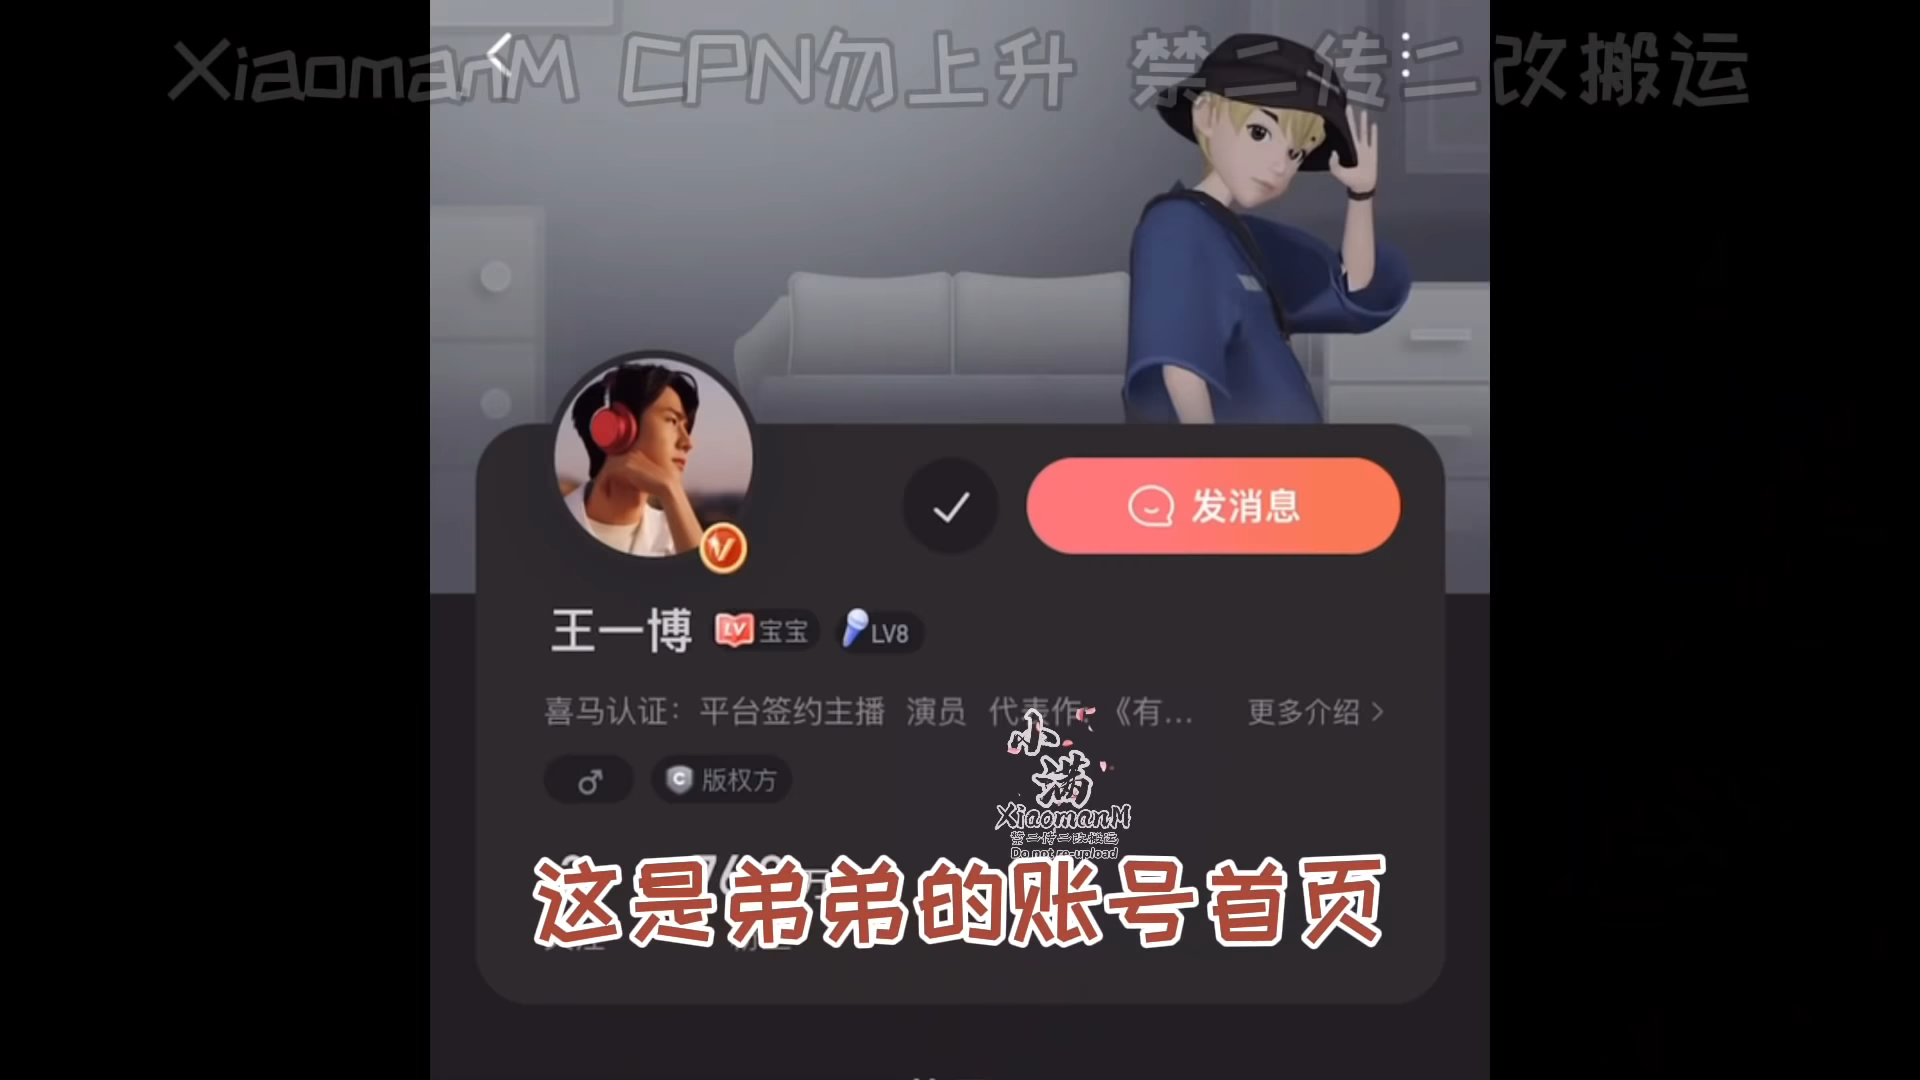 XiaomanM CPN勿上升 禁二传二改搬运
发消息
王一博 LV 宝宝 LV8
喜马认证：平台签约主播 演员 代表作：《有... 更多介绍
版权方
小
满
XiaomanM
禁二传二改搬运
Do not re-upload
这是弟弟的账号首页